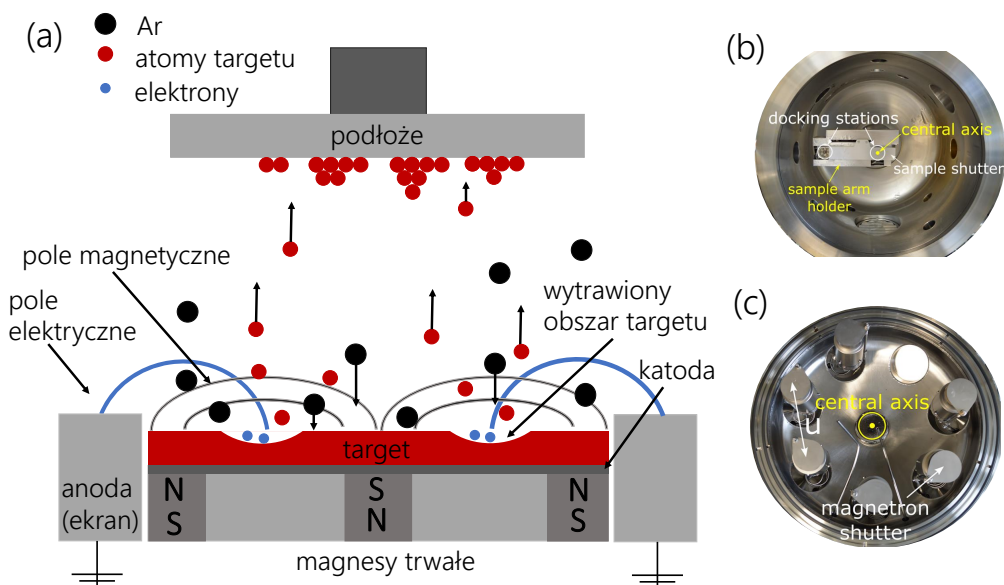 (a)
Ar
atomy targetu
elektrony
podłoże
pole magnetyczne
pole
elektryczne
wytrawiony
obszar targetu
katoda
target
anoda
(ekran)
N
S
S
N
N
S
magnesy trwałe
(b)
docking stations
central axis
sample shutter
sample arm
holder
(c)
central axis
u
magnetron
shutter